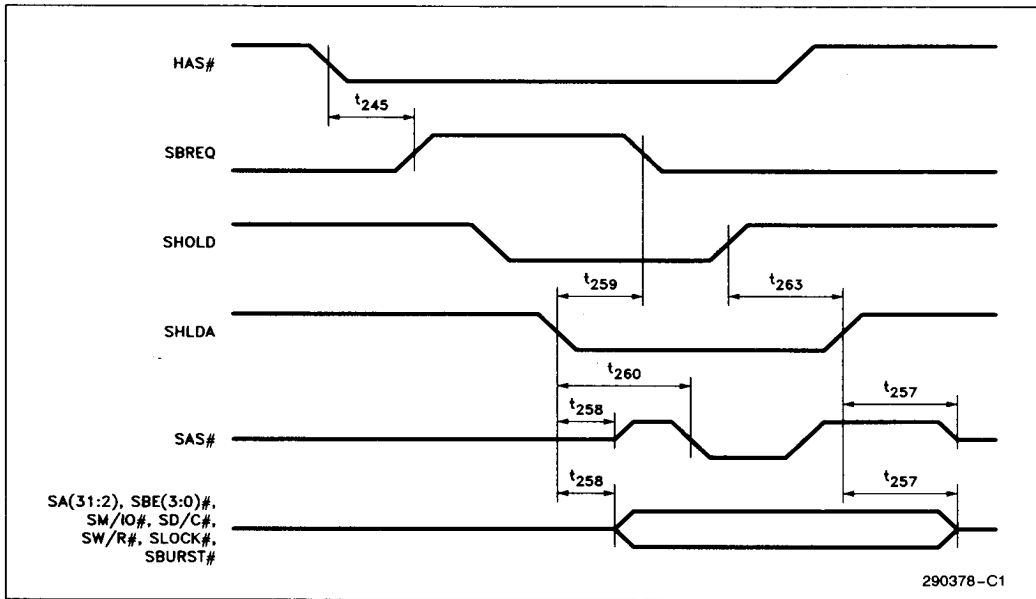 HAS#
t245
SBREQ
SHOLD
t259
t263
SHLDA
t260
t258
t257
SAS#
t258
t257
SA(31:2), SBE(3:0)#,
SM/IO#, SD/C#,
SW/R#, SLOCK#,
SBURST#
290378-C1